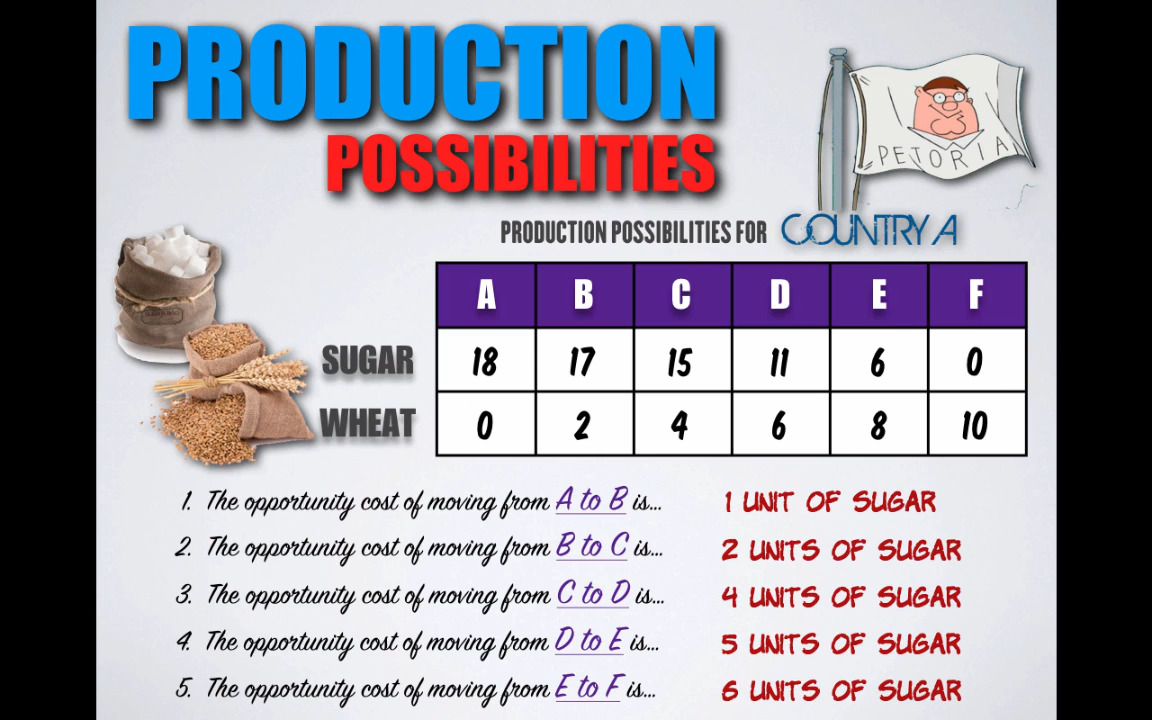 PRODUCTION
POSSIBILITIES
PETORIA
PRODUCTION POSSIBILITIES FOR COUNTRY A
A B C D E F
SUGAR 18 17 15 11 6 0
WHEAT 0 2 4 6 8 10
1. The opportunity cost of moving from A to B is... 1 UNIT OF SUGAR
2. The opportunity cost of moving from B to C is... 2 UNITS OF SUGAR
3. The opportunity cost of moving from C to D is... 4 UNITS OF SUGAR
4. The opportunity cost of moving from D to E is... 5 UNITS OF SUGAR
5. The opportunity cost of moving from E to F is... 6 UNITS OF SUGAR